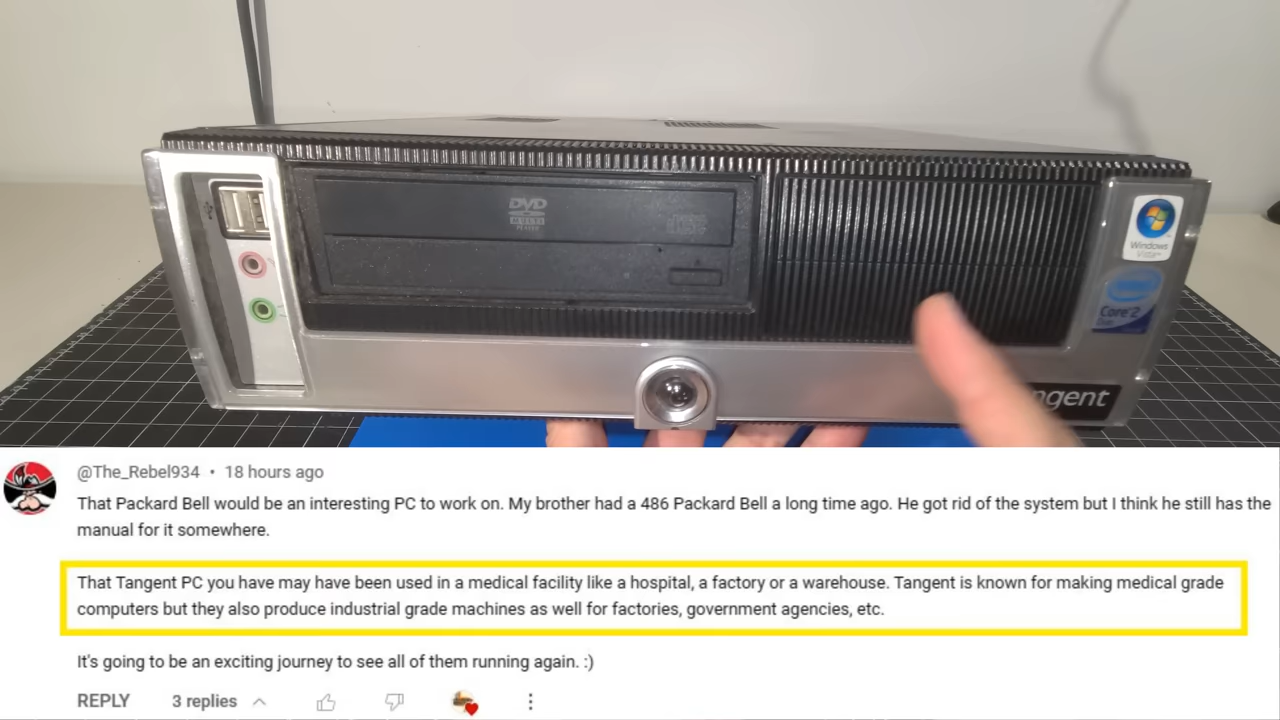 DVD
Windows
Vista
Core 2
Duo
ngent
@The_Rebel934 • 18 hours ago
That Packard Bell would be an interesting PC to work on. My brother had a 486 Packard Bell a long time ago. He got rid of the system but I think he still has the
manual for it somewhere.
That Tangent PC you have may have been used in a medical facility like a hospital, a factory or a warehouse. Tangent is known for making medical grade
computers but they also produce industrial grade machines as well for factories, government agencies, etc.
It's going to be an exciting journey to see all of them running again. :)
REPLY 3 replies